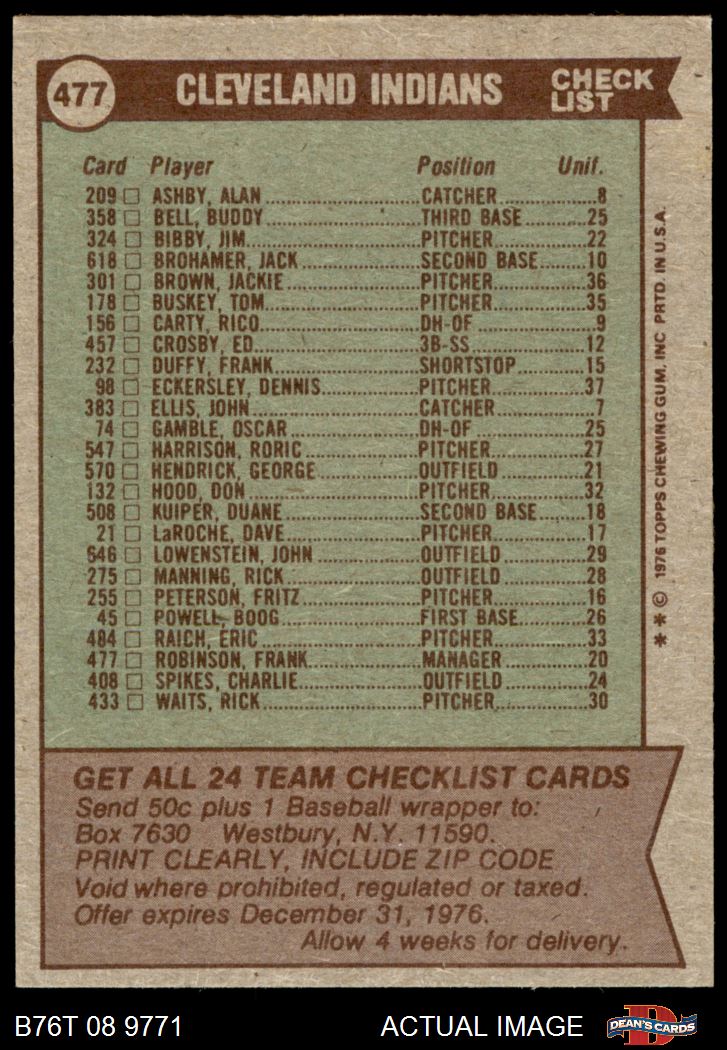 477 CLEVELAND INDIANS CHECK LIST
Card Player Position Unif.
209 □ ASHBY, ALAN CATCHER 8
358 □ BELL, BUDDY THIRD BASE 25
324 □ BIBBY, JIM PITCHER 22
618 □ BROHAMER, JACK SECOND BASE 10
301 □ BROWN, JACKIE PITCHER 36
178 □ BUSKEY, TOM PITCHER 35
156 □ CARTY, RICO DH-OF 9
457 □ CROSBY, ED 3B-SS 12
232 □ DUFFY, FRANK SHORTSTOP 15
98 □ ECKERSLEY, DENNIS PITCHER 37
383 □ ELLIS, JOHN CATCHER 7
74 □ GAMBLE, OSCAR DH-OF 25
547 □ HARRISON, RORIC PITCHER 27
570 □ HENDRICK, GEORGE OUTFIELD 21
132 □ HOOD, DON PITCHER 32
508 □ KUIPER, DUANE SECOND BASE 18
21 □ LaROCHE, DAVE PITCHER 17
646 □ LOWENSTEIN, JOHN OUTFIELD 29
275 □ MANNING, RICK OUTFIELD 28
255 □ PETERSON, FRITZ PITCHER 16
45 □ POWELL, BOOG FIRST BASE 26
484 □ RAICH, ERIC PITCHER 33
477 □ ROBINSON, FRANK MANAGER 20
408 □ SPIKES, CHARLIE OUTFIELD 24
433 □ WAITS, RICK PITCHER 30
* * © 1976 TOPPS CHEWING GUM, INC PRTD. IN U.S.A.
GET ALL 24 TEAM CHECKLIST CARDS
Send 50c plus 1 Baseball wrapper to:
Box 7630 Westbury, N.Y. 11590.
PRINT CLEARLY, INCLUDE ZIP CODE
Void where prohibited, regulated or taxed.
Offer expires December 31, 1976.
Allow 4 weeks for delivery.
B76T 08 9771 ACTUAL IMAGE D DEAN'S CARDS